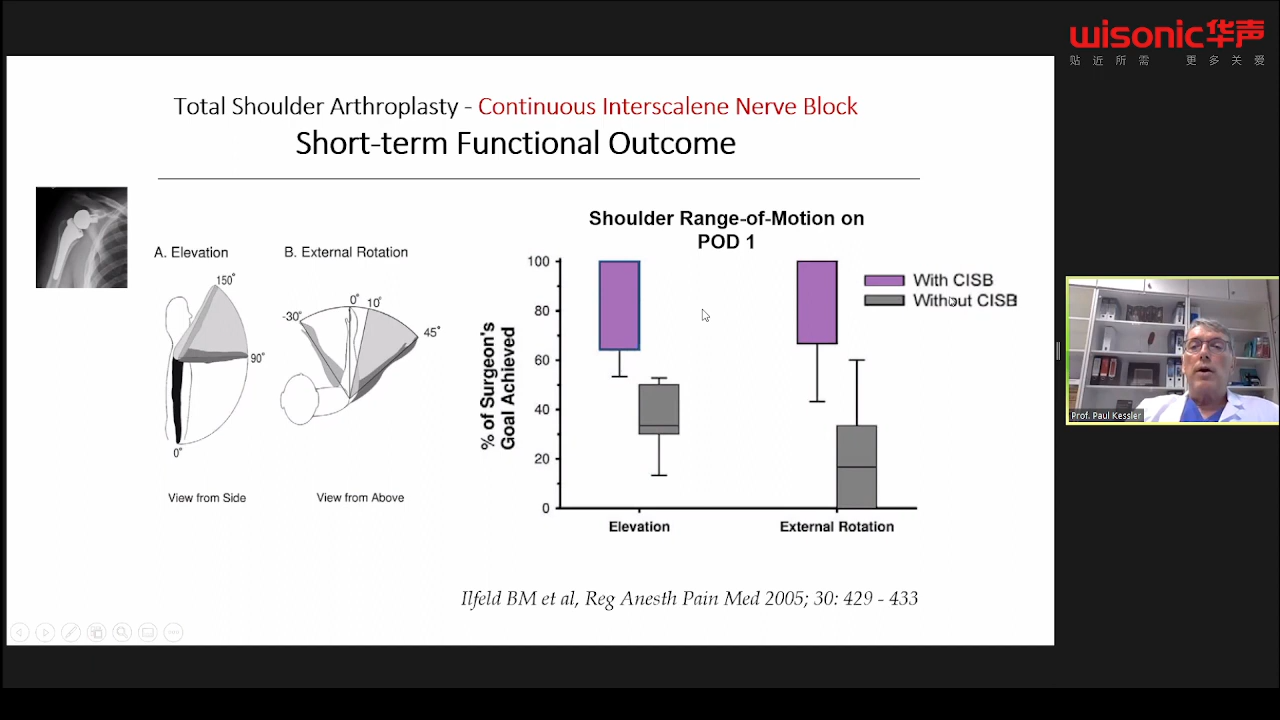 wisonic华声
贴近所需 更多关爱
Total Shoulder Arthroplasty - Continuous Interscalene Nerve Block
Short-term Functional Outcome
A. Elevation
150°
90°
0°
View from Side
B. External Rotation
-30°
0°
10°
45°
View from Above
Shoulder Range-of-Motion on
POD 1
% of Surgeon's
Goal Achieved
100
80
60
40
20
0
Elevation
External Rotation
With CISB
Without CISB
Ilfeld BM et al, Reg Anesth Pain Med 2005; 30: 429 - 433
Prof. Paul Kessler